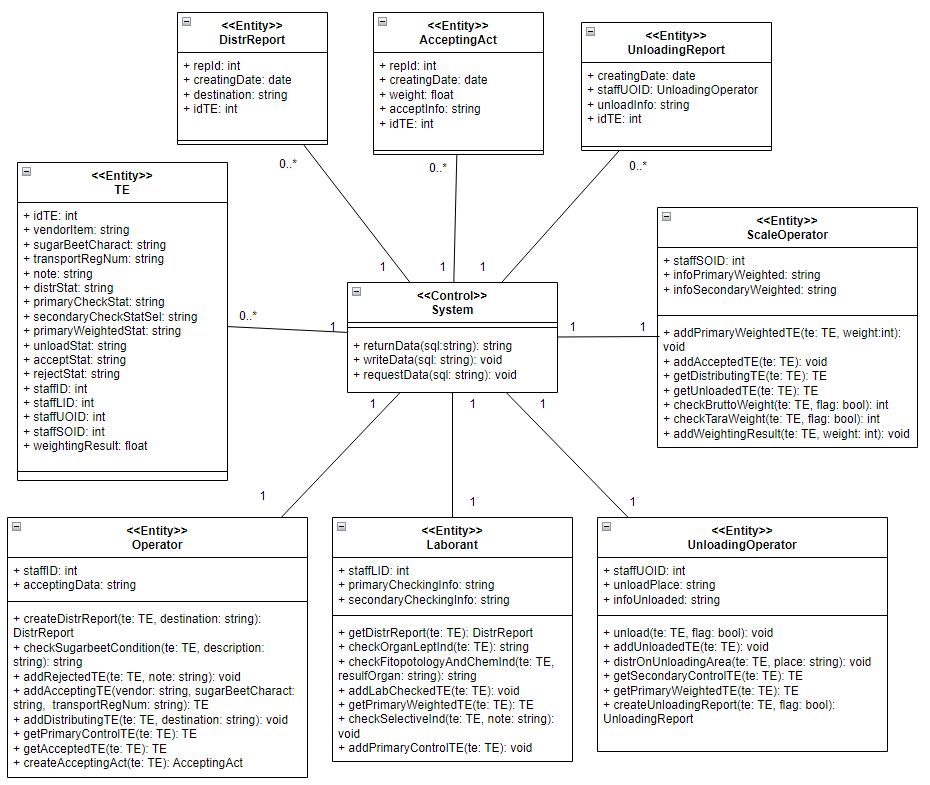 <<Entity>>
DistrReport
+ repId: int
+ creatingDate: date
+ destination: string
+ idTE: int
<<Entity>>
AcceptingAct
+ repId: int
+ creatingDate: date
+ weight: float
+ acceptInfo: string
+ idTE: int
<<Entity>>
UnloadingReport
+ creatingDate: date
+ staffUOID: UnloadingOperator
+ unloadInfo: string
+ idTE: int
0..*
0..*
0..*
<<Entity>>
TE
+ idTE: int
+ vendorItem: string
+ sugarBeetCharact: string
+ transportRegNum: string
+ note: string
+ distrStat: string
+ primaryCheckStat: string
+ secondaryCheckStatSel: string
+ primaryWeightedStat: string
+ unloadStat: string
+ acceptStat: string
+ rejectStat: string
+ staffID: int
+ staffLID: int
+ staffUOID: int
+ staffSOID: int
+ weightingResult: float
0..*
1
1
1
1
<<Control>>
System
+ returnData(sql:string): string
+ writeData(sql: string): void
+ requestData(sql: string): void
1
1
<<Entity>>
ScaleOperator
+ staffSOID: int
+ infoPrimaryWeighted: string
+ infoSecondaryWeighted: string
+ addPrimaryWeightedTE(te: TE, weight:int):
void
+ addAcceptedTE(te: TE): void
+ getDistributingTE(te: TE): TE
+ getUnloadedTE(te: TE): TE
+ checkBruttoWeight(te: TE, flag: bool): int
+ checkTaraWeight(te: TE, flag: bool): int
+ addWeightingResult(te: TE, weight: int): void
1
1
1
1
1
1
<<Entity>>
Operator
+ staffID: int
+ acceptingData: string
+ createDistrReport(te: TE, destination: string):
DistrReport
+ checkSugarbeetCondition(te: TE, description:
string): string
+ addRejectedTE(te: TE, note: string): void
+ addAcceptingTE(vendor: string, sugarBeetCharact:
string, transportRegNum: string): TE
+ addDistributingTE(te: TE, destination: string): void
+ getPrimaryControlTE(te: TE): TE
+ getAcceptedTE(te: TE): TE
+ createAcceptingAct(te: TE): AcceptingAct
<<Entity>>
Laborant
+ staffLID: int
+ primaryCheckingInfo: string
+ secondaryCheckingInfo: string
+ getDistrReport(te: TE): DistrReport
+ checkOrganLeptInd(te: TE): string
+ checkFitopotologyAndChemInd(te: TE,
resulfOrgan: string): string
+ addLabCheckedTE(te: TE): void
+ getPrimaryWeightedTE(te: TE): TE
+ checkSelectiveInd(te: TE, note: string):
void
+ addPrimaryControlTE(te: TE): void
<<Entity>>
UnloadingOperator
+ staffUOID: int
+ unloadPlace: string
+ infoUnloaded: string
+ unload(te: TE, flag: bool): void
+ addUnloadedTE(te: TE): void
+ distrOnUnloadingArea(te: TE, place: string): void
+ getSecondaryControlTE(te: TE): TE
+ getPrimaryWeightedTE(te: TE): TE
+ createUnloadingReport(te: TE, flag: bool):
UnloadingReport